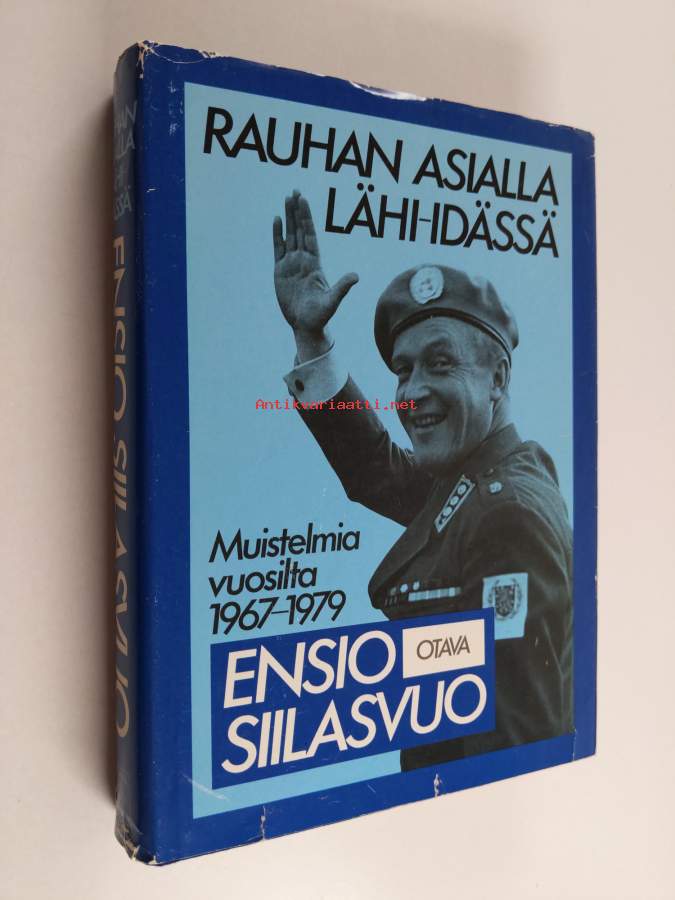 RAUHAN ASIALLA
LÄHI-IDÄSSÄ
Antikvariaatti.net
Muistelmia
vuosilta
1967-1979
ENSIO
OTAVA
SIILASVUO
ENSIO SIILASVUO